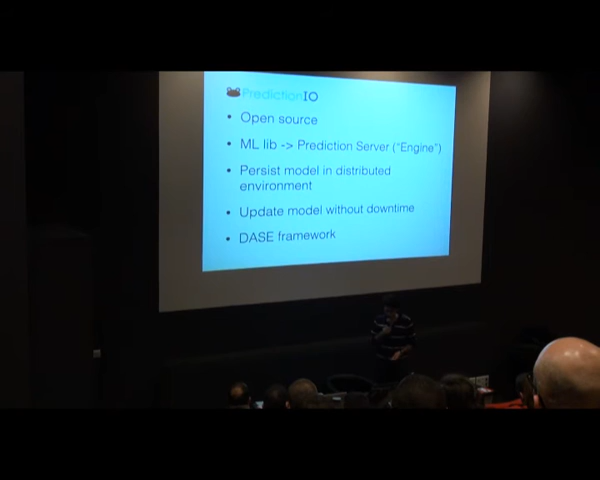 PredictionIO
• Open source
• ML lib -> Prediction Server ("Engine")
• Persist model in distributed
environment
• Update model without downtime
• DASE framework